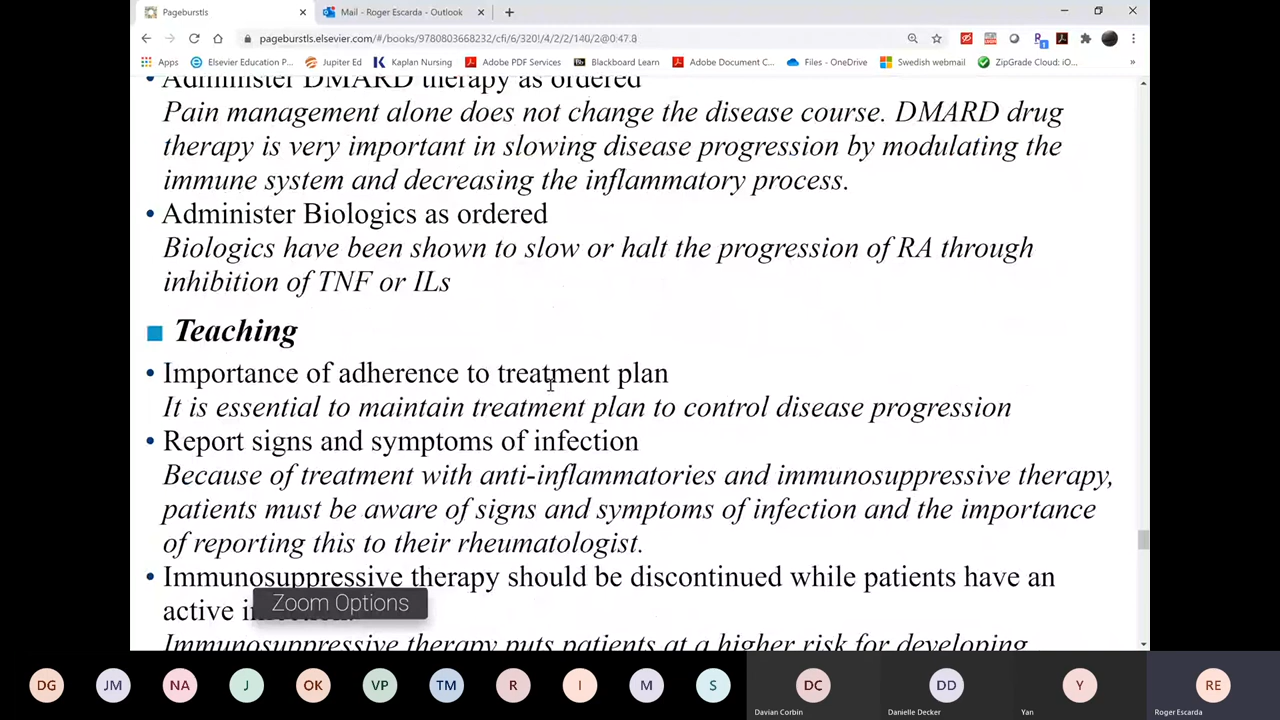 Pageburstls
Mail - Roger Escarda - Outlook
pageburstls.elsevier.com/#/books/9780803668232/cfi/6/320!/4/2/2/140/2@0:47.8
Apps
Elsevier Education P...
Jupiter Ed
Kaplan Nursing
Adobe PDF Services
Blackboard Learn
Adobe Document C...
Files - OneDrive
Swedish webmail
ZipGrade Cloud: iO...
• Administer DMARD therapy as ordered
Pain management alone does not change the disease course. DMARD drug
therapy is very important in slowing disease progression by modulating the
immune system and decreasing the inflammatory process.
• Administer Biologics as ordered
Biologics have been shown to slow or halt the progression of RA through
inhibition of TNF or ILs
Teaching
• Importance of adherence to treatment plan
It is essential to maintain treatment plan to control disease progression
• Report signs and symptoms of infection
Because of treatment with anti-inflammatories and immunosuppressive therapy,
patients must be aware of signs and symptoms of infection and the importance
of reporting this to their rheumatologist.
• Immunosuppressive therapy should be discontinued while patients have an
active
Zoom Options
Immunosuppressive therapy puts patients at a higher risk for developing
DG
JM
NA
J
OK
VP
TM
R
I
M
S
DC
DD
Y
RE
Davian Corbin
Danielle Decker
Yan
Roger Escarda